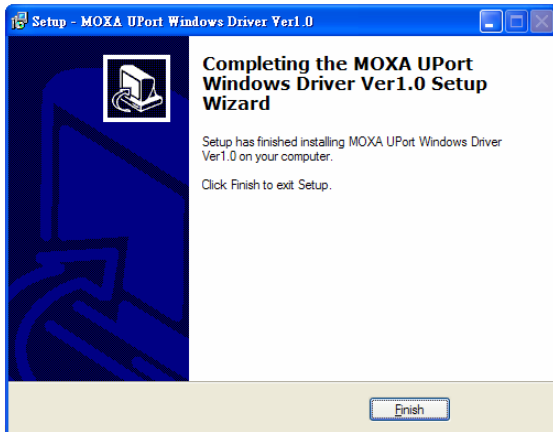 Setup - MOXA UPort Windows Driver Ver1.0
Completing the MOXA UPort
Windows Driver Ver1.0 Setup
Wizard
Setup has finished installing MOXA UPort Windows Driver
Ver1.0 on your computer.
Click Finish to exit Setup.
Finish